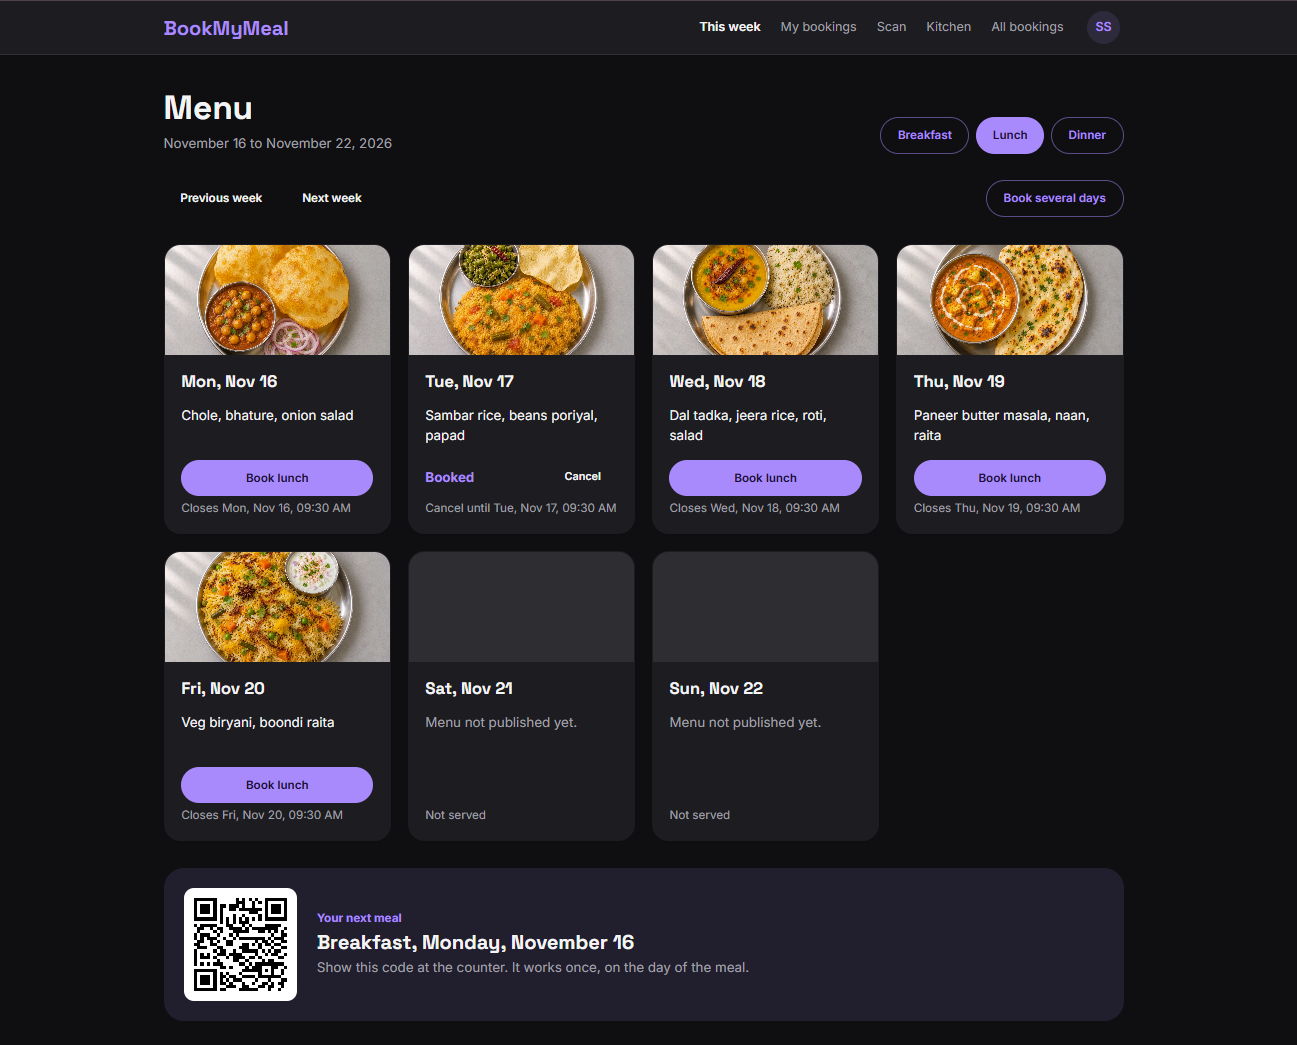 BookMyMeal
This week My bookings Scan Kitchen All bookings SS
Menu
November 16 to November 22, 2026
Breakfast Lunch Dinner
Previous week Next week
Book several days
Mon, Nov 16
Chole, bhature, onion salad
Book lunch
Closes Mon, Nov 16, 09:30 AM
Tue, Nov 17
Sambar rice, beans poriyal,
papad
Booked Cancel
Cancel until Tue, Nov 17, 09:30 AM
Wed, Nov 18
Dal tadka, jeera rice, roti,
salad
Book lunch
Closes Wed, Nov 18, 09:30 AM
Thu, Nov 19
Paneer butter masala, naan,
raita
Book lunch
Closes Thu, Nov 19, 09:30 AM
Fri, Nov 20
Veg biryani, boondi raita
Book lunch
Closes Fri, Nov 20, 09:30 AM
Sat, Nov 21
Menu not published yet.
Not served
Sun, Nov 22
Menu not published yet.
Not served
Your next meal
Breakfast, Monday, November 16
Show this code at the counter. It works once, on the day of the meal.